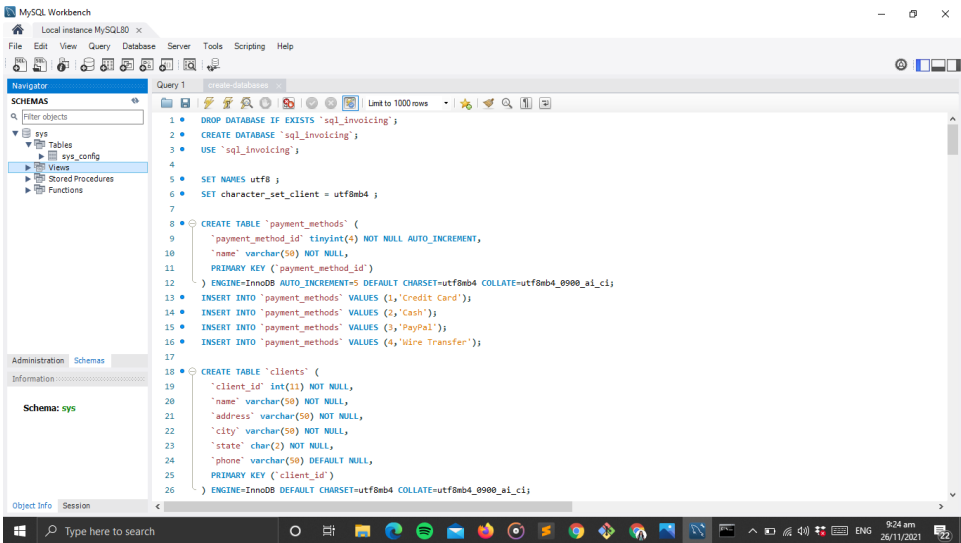 MySQL Workbench
Local instance MySQL80 ×
File Edit View Query Database Server Tools Scripting Help
Navigator
Query 1 create-databases ×
SCHEMAS
Limit to 1000 rows
Filter objects
sys
Tables
sys_config
Views
Stored Procedures
Functions
1 DROP DATABASE IF EXISTS `sql_invoicing`;
2 CREATE DATABASE `sql_invoicing`;
3 USE `sql_invoicing`;
4
5 SET NAMES utf8 ;
6 SET character_set_client = utf8mb4 ;
7
8 CREATE TABLE `payment_methods` (
9 `payment_method_id` tinyint(4) NOT NULL AUTO_INCREMENT,
10 `name` varchar(50) NOT NULL,
11 PRIMARY KEY (`payment_method_id`)
12 ) ENGINE=InnoDB AUTO_INCREMENT=5 DEFAULT CHARSET=utf8mb4 COLLATE=utf8mb4_0900_ai_ci;
13 INSERT INTO `payment_methods` VALUES (1,'Credit Card');
14 INSERT INTO `payment_methods` VALUES (2,'Cash');
15 INSERT INTO `payment_methods` VALUES (3,'PayPal');
16 INSERT INTO `payment_methods` VALUES (4,'Wire Transfer');
17
18 CREATE TABLE `clients` (
19 `client_id` int(11) NOT NULL,
20 `name` varchar(50) NOT NULL,
21 `address` varchar(50) NOT NULL,
22 `city` varchar(50) NOT NULL,
23 `state` char(2) NOT NULL,
24 `phone` varchar(50) DEFAULT NULL,
25 PRIMARY KEY (`client_id`)
26 ) ENGINE=InnoDB DEFAULT CHARSET=utf8mb4 COLLATE=utf8mb4_0900_ai_ci;
Administration Schemas
Information
Schema: sys
Object Info Session
Type here to search
ENG
9:24 am
26/11/2021
22